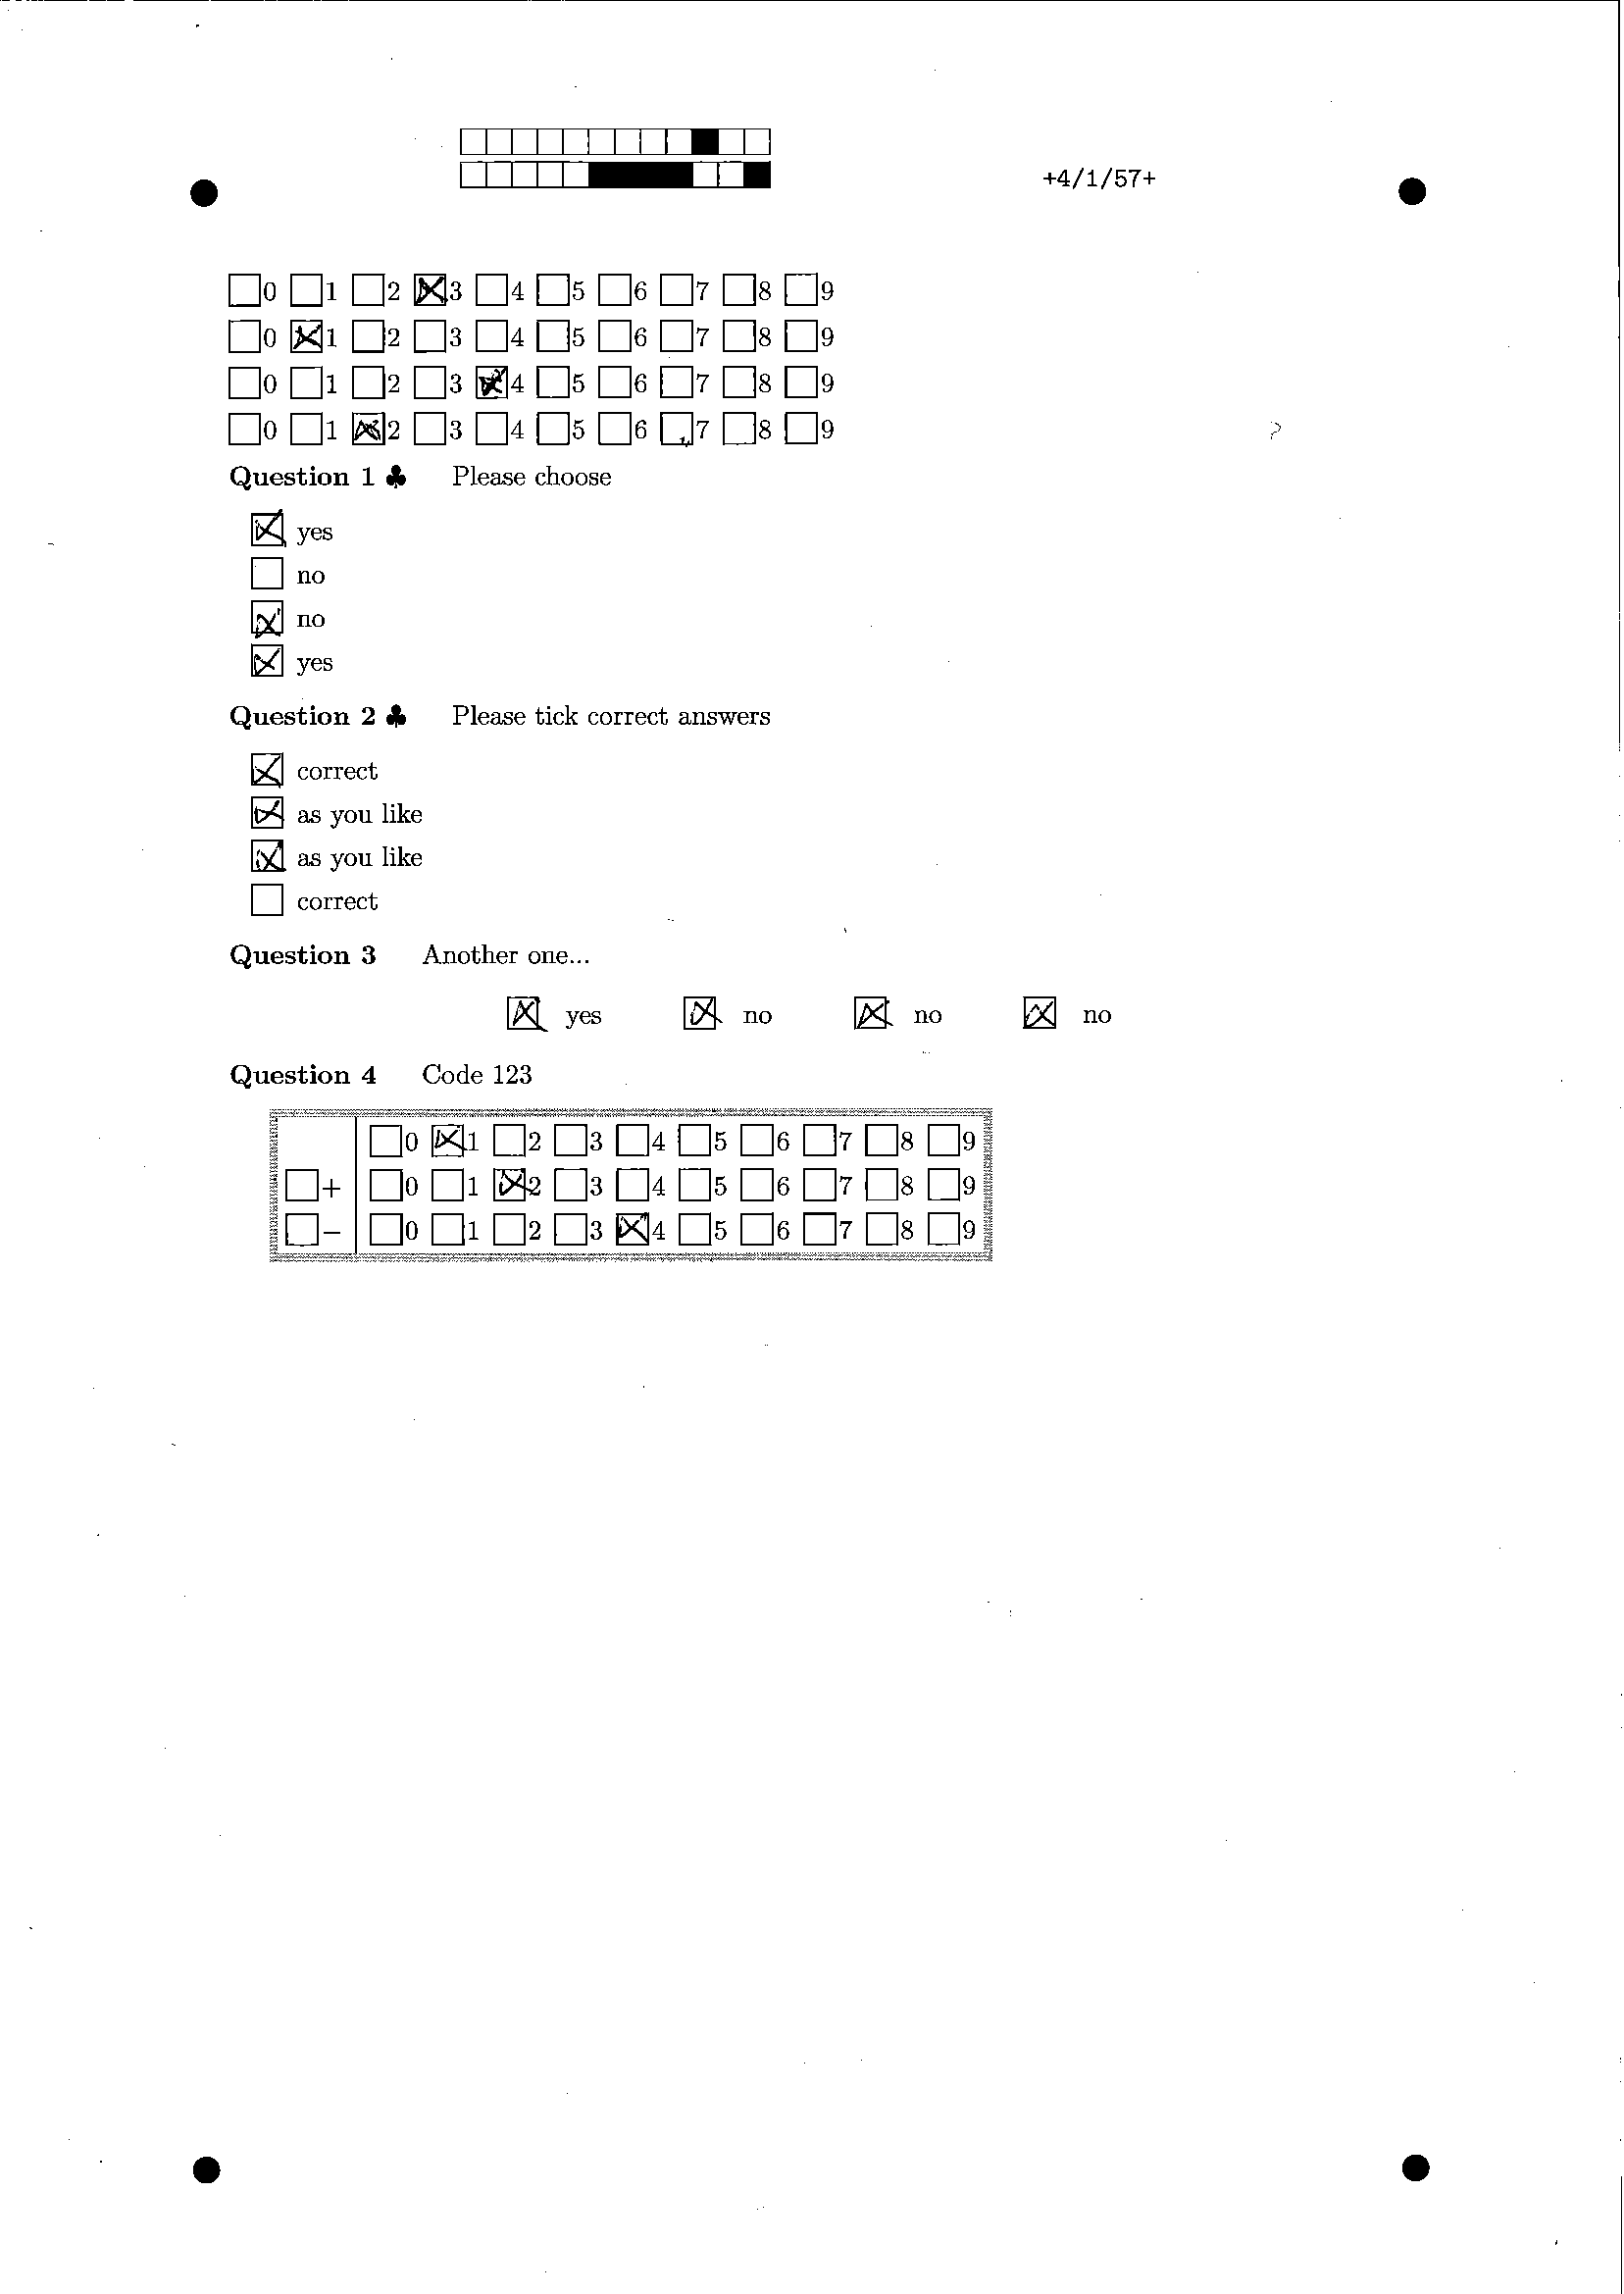 +4/1/57+
0 1 2 3 4 5 6 7 8 9
0 1 2 3 4 5 6 7 8 9
0 1 2 3 4 5 6 7 8 9
0 1 2 3 4 5 6 7 8 9
Question 1 ♣ Please choose
yes
no
no
yes
Question 2 ♣ Please tick correct answers
correct
as you like
as you like
correct
Question 3 Another one...
yes no no no
Question 4 Code 123
0 1 2 3 4 5 6 7 8 9
+ 0 1 2 3 4 5 6 7 8 9
− 0 1 2 3 4 5 6 7 8 9